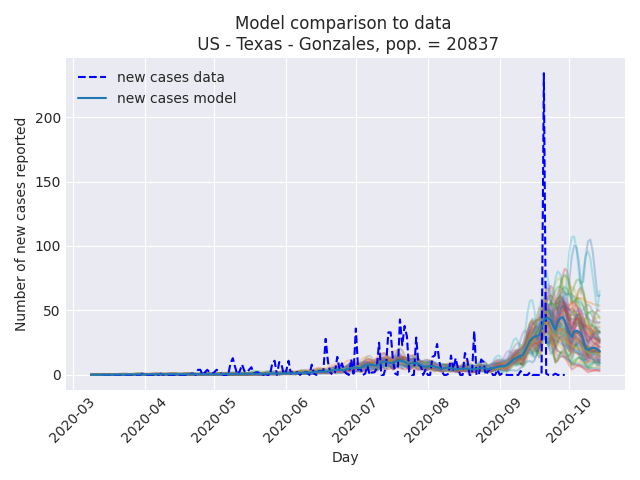 Model comparison to data
US - Texas - Gonzales, pop. = 20837
new cases data
new cases model
Number of new cases reported
200
150
100
50
0
2020-03
2020-04
2020-05
2020-06
2020-07
2020-08
2020-09
2020-10
Day